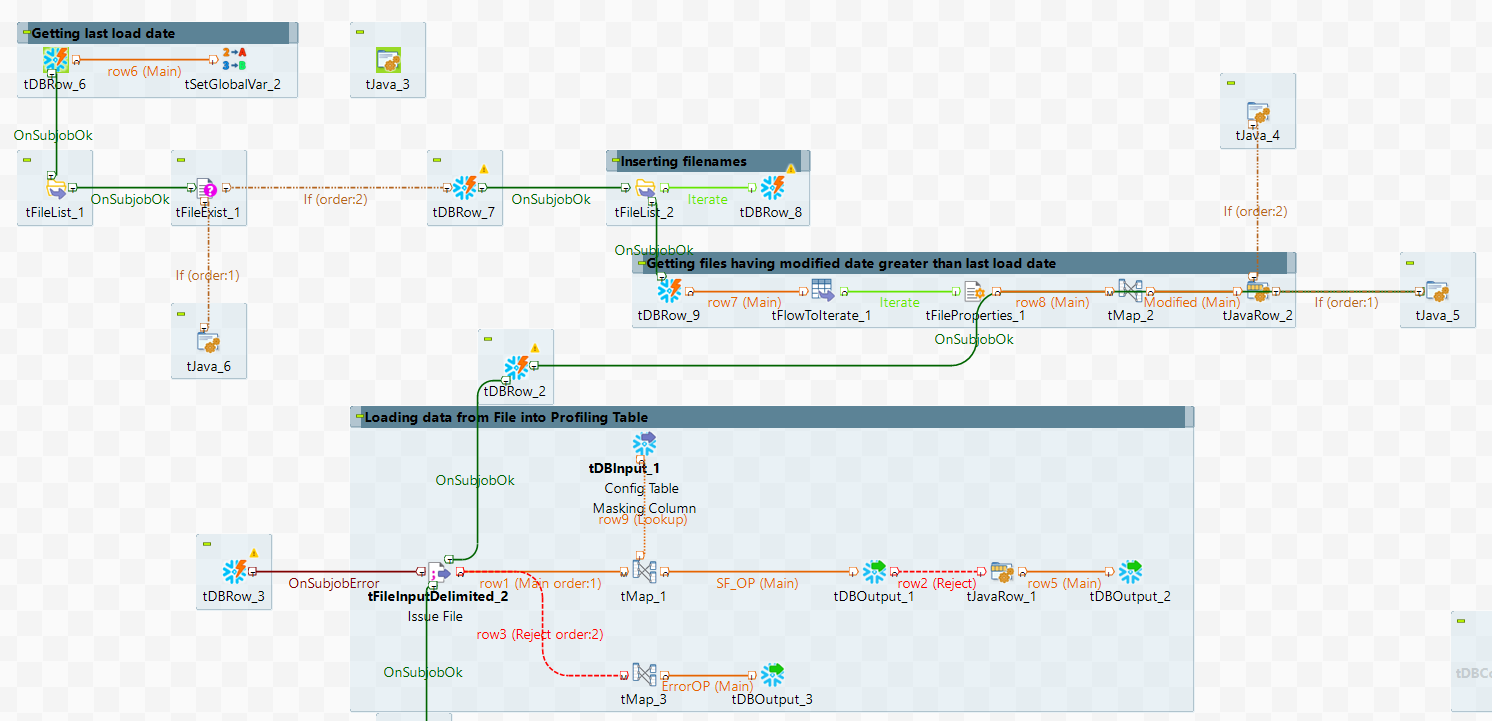 Getting last load date
row6 (Main)
tDBRow_6
tSetGlobalVar_2
tJava_3
OnSubjobOk
tJava_4
Inserting filenames
OnSubjobOk
If (order:2)
OnSubjobOk
Iterate
tFileList_1
tFileExist_1
tDBRow_7
tFileList_2
tDBRow_8
If (order:2)
OnSubjobOk
Getting files having modified date greater than last load date
If (order:1)
row7 (Main)
Iterate
row8 (Main)
Modified (Main)
If (order:1)
tDBRow_9
tFlowToIterate_1
tFileProperties_1
tMap_2
tJavaRow_2
tJava_5
OnSubjobOk
tJava_6
tDBRow_2
Loading data from File into Profiling Table
tDBInput_1
OnSubjobOk
Config Table
Masking Column
row9 (Lookup)
OnSubjobError
row1 (Main order:1)
SF_OP (Main)
row2 (Reject)
row5 (Main)
tDBRow_3
tFileInputDelimited_2
tMap_1
tDBOutput_1
tJavaRow_1
tDBOutput_2
Issue File
row3 (Reject order:2)
OnSubjobOk
ErrorOP (Main)
tMap_3
tDBOutput_3